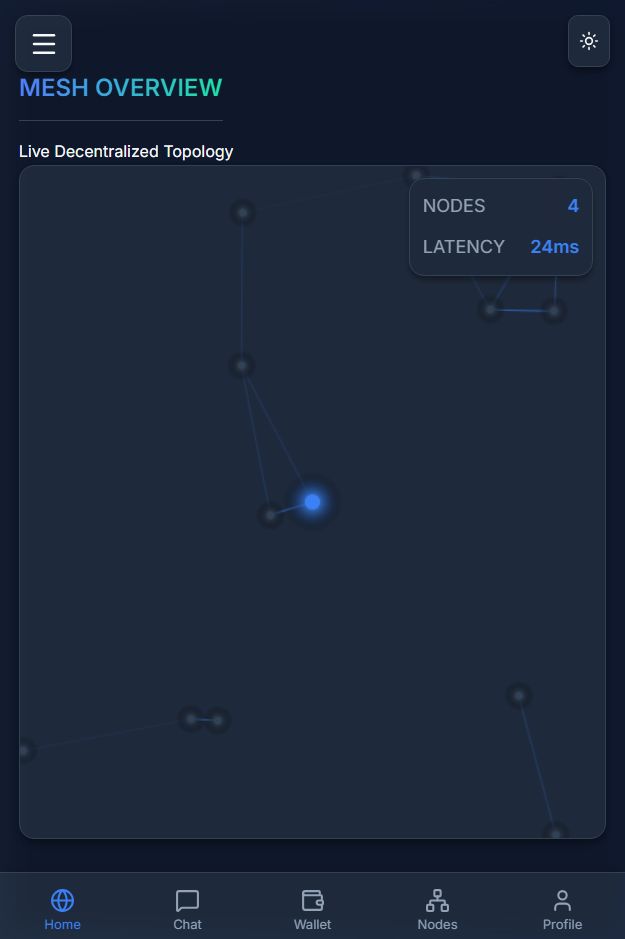 MESH OVERVIEW
Live Decentralized Topology
NODES 4
LATENCY 24ms
Home Chat Wallet Nodes Profile